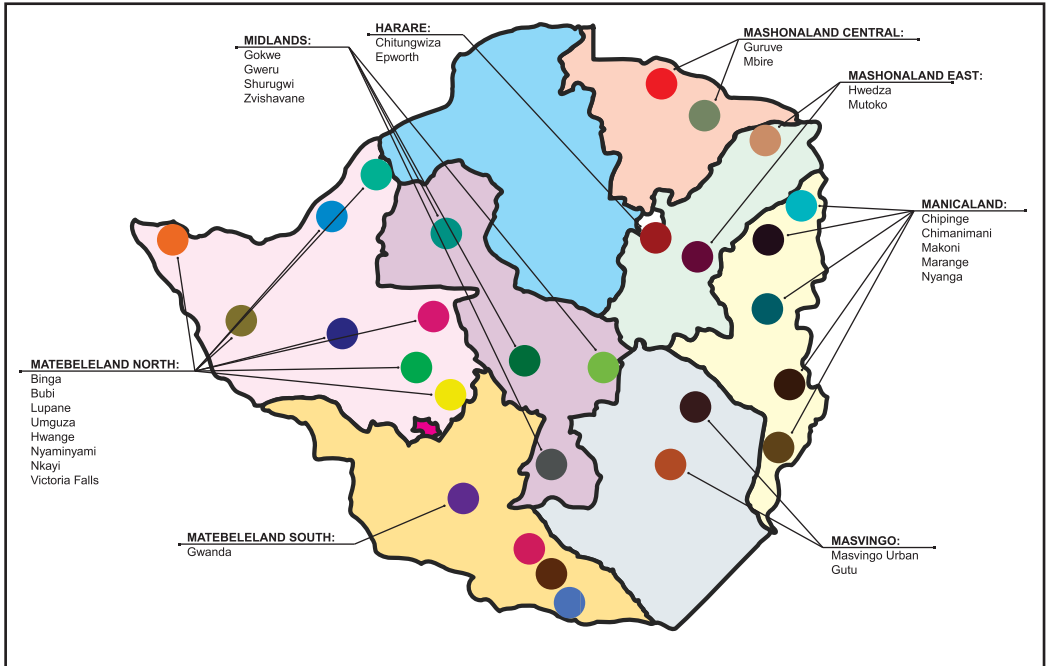 HARARE:
Chitungwiza
Epworth
MIDLANDS:
Gokwe
Gweru
Shurugwi
Zvishavane
MASHONALAND CENTRAL:
Guruve
Mbire
MASHONALAND EAST:
Hwedza
Mutoko
MANICALAND:
Chipinge
Chimanimani
Makoni
Marange
Nyanga
MATEBELELAND NORTH:
Binga
Bubi
Lupane
Umguza
Hwange
Nyaminyami
Nkayi
Victoria Falls
MATEBELELAND SOUTH:
Gwanda
MASVINGO:
Masvingo Urban
Gutu